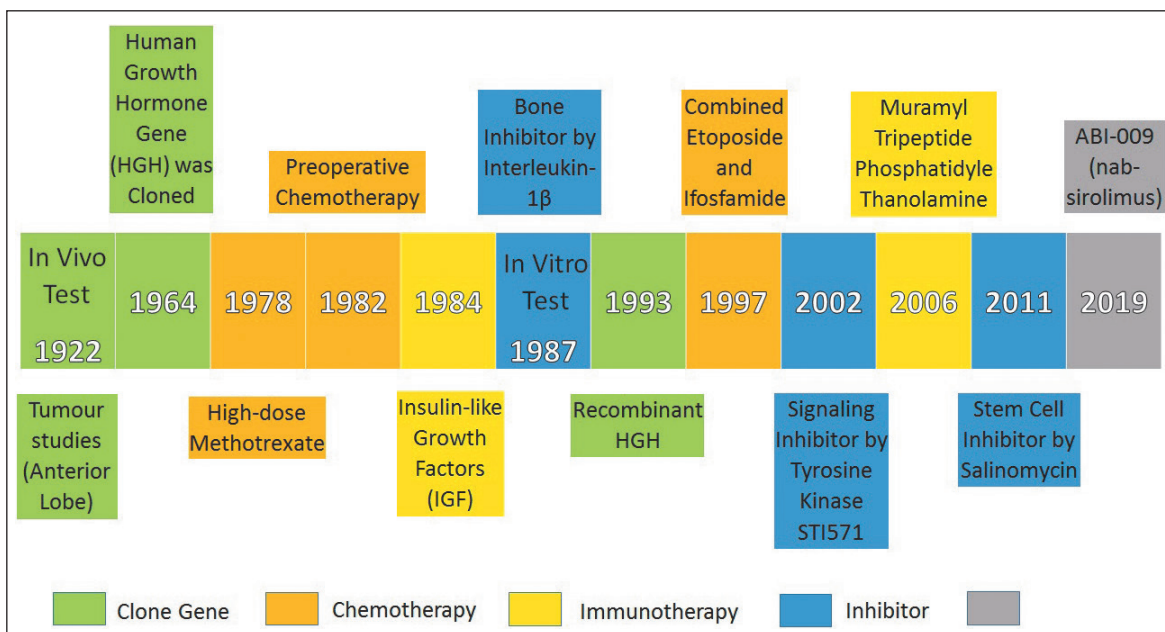 Human
Growth
Hormone
Gene
(HGH) was
Cloned
Preoperative
Chemotherapy
Bone
Inhibitor by
Interleukin-
1β
Combined
Etoposide
and
Ifosfamide
Muramyl
Tripeptide
Phosphatidyle
Thanolamine
ABI-009
(nab-
sirolimus)
In Vivo
Test
1922
1964
1978
1982
1984
In Vitro
Test
1987
1993
1997
2002
2006
2011
2019
Tumour
studies
(Anterior
Lobe)
High-dose
Methotrexate
Insulin-like
Growth
Factors
(IGF)
Recombinant
HGH
Signaling
Inhibitor by
Tyrosine
Kinase
STI571
Stem Cell
Inhibitor by
Salinomycin
Clone Gene
Chemotherapy
Immunotherapy
Inhibitor